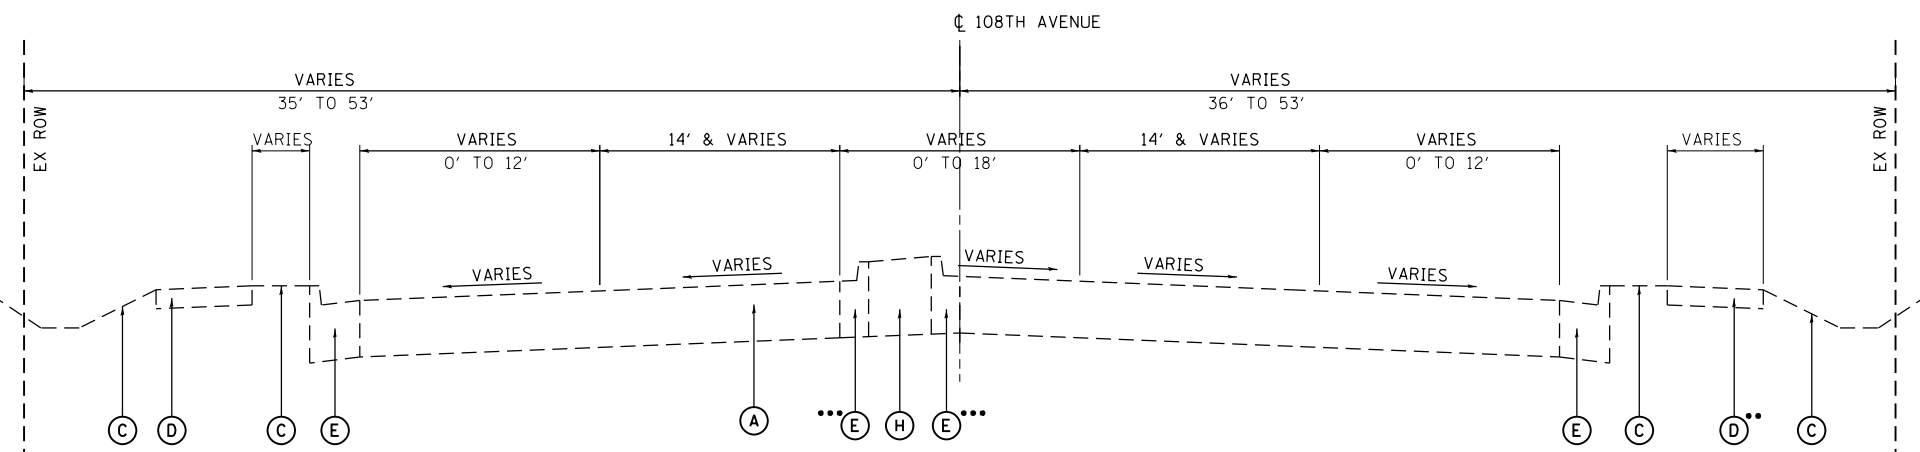 ℄ 108TH AVENUE
VARIES VARIES
35' TO 53' 36' TO 53'
EX ROW EX ROW
VARIES VARIES 14' & VARIES VARIES 14' & VARIES VARIES VARIES
0' TO 12' 0' TO 18' 0' TO 12'
VARIES VARIES VARIES VARIES VARIES
C D C E A •••E H E••• E C D•• C